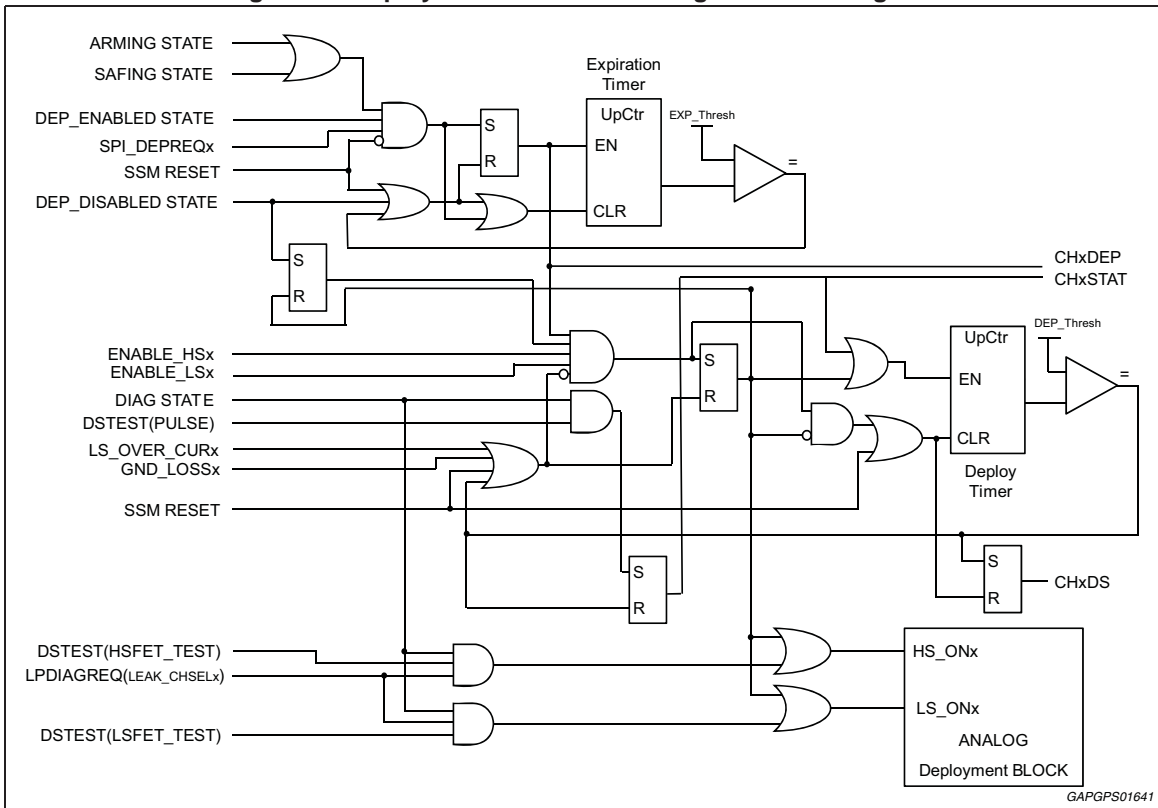 ARMING STATE
SAFING STATE
DEP_ENABLED STATE
SPI_DEPREQx
SSM RESET
DEP_DISABLED STATE
S
R
Expiration
Timer
UpCtr
EN
CLR
EXP_Thresh
=
S
R
CHxDEP
CHxSTAT
ENABLE_HSx
ENABLE_LSx
DIAG STATE
DSTEST(PULSE)
LS_OVER_CURx
GND_LOSSx
SSM RESET
S
R
UpCtr
EN
CLR
Deploy
Timer
DEP_Thresh
=
S
R
S
R
CHxDS
DSTEST(HSFET_TEST)
LPDIAGREQ(LEAK_CHSELx)
DSTEST(LSFET_TEST)
HS_ONx
LS_ONx
ANALOG
Deployment BLOCK
GAPGPS01641